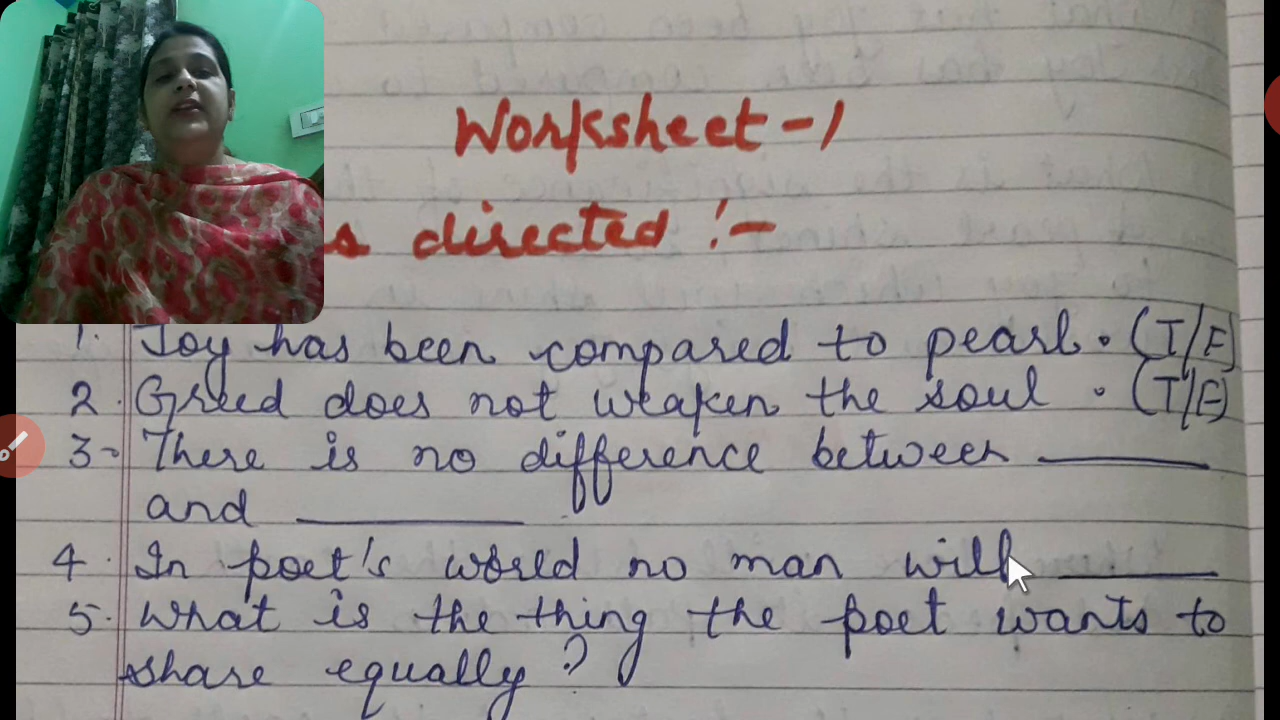 Worksheet-1
s directed :-
1. Joy has been compared to pearl. (T/F)
2. Greed does not weaken the soul. (T/F)
3- There is no difference between ______
and ______.
4. In poet's world no man will ______
5. What is the thing the poet wants to
share equally?